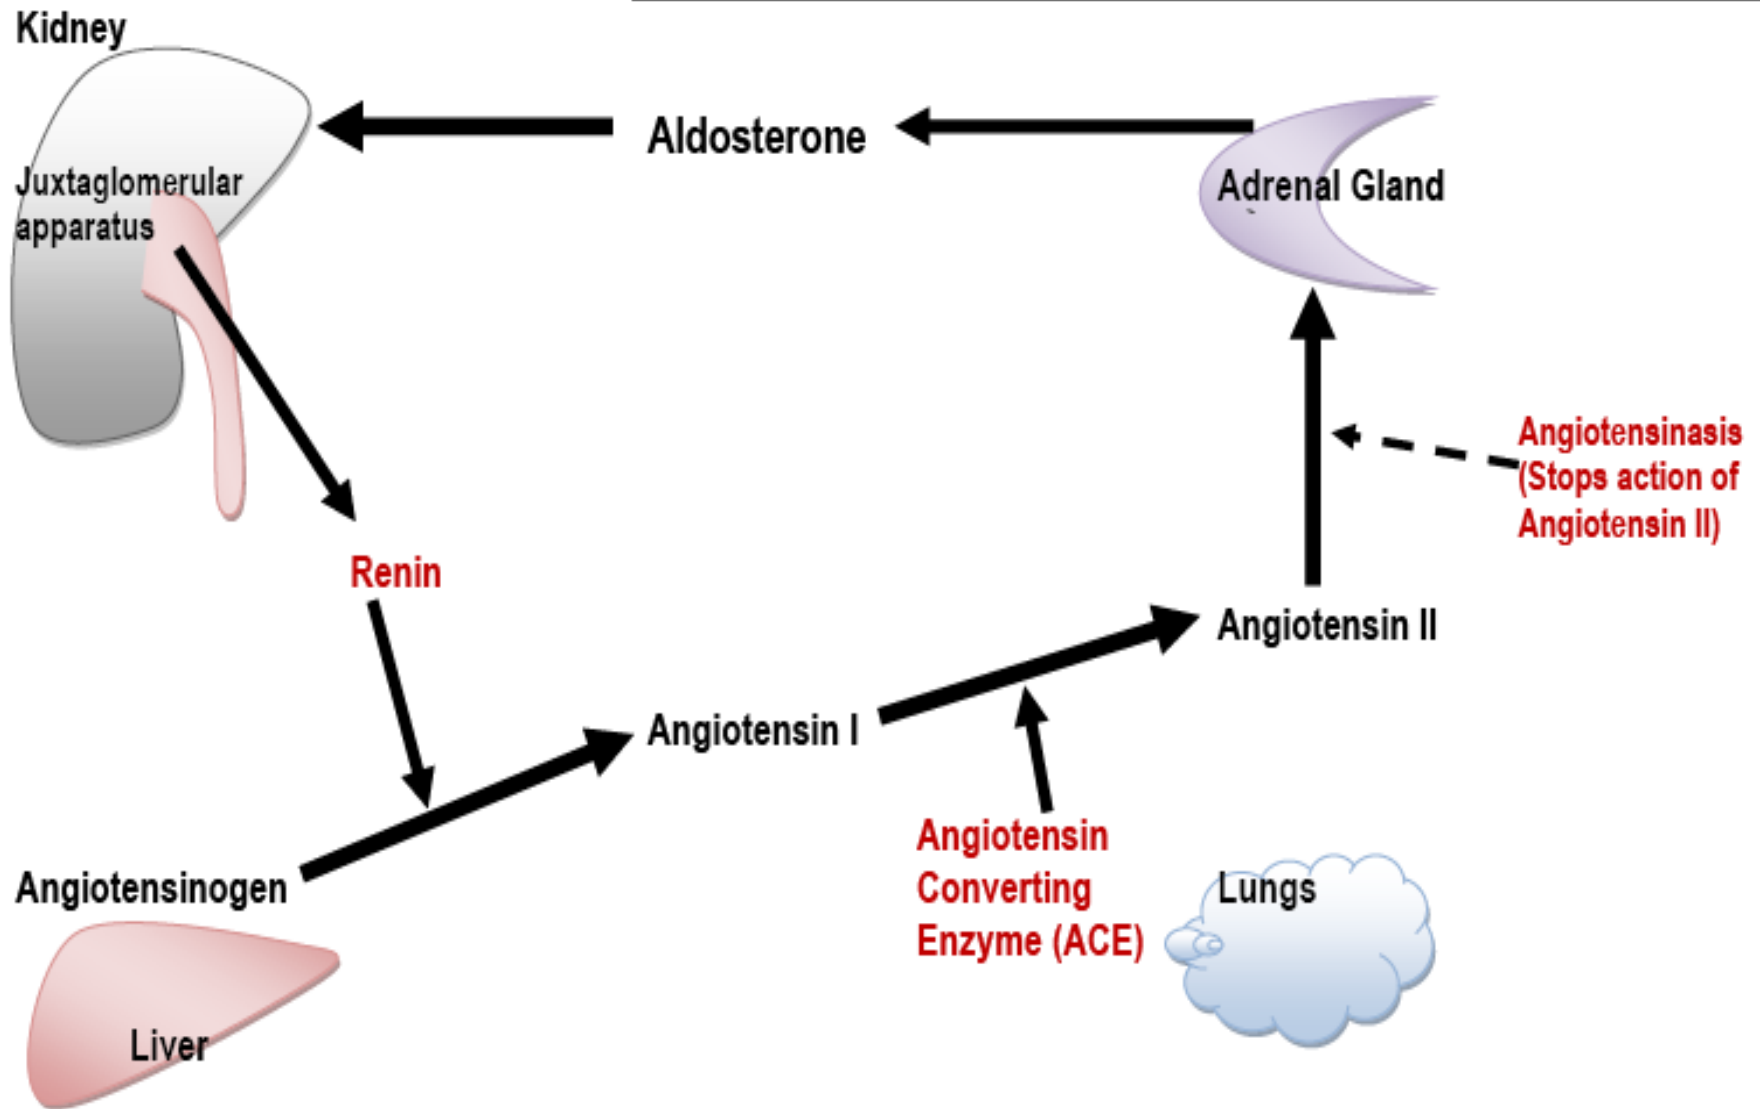 Kidney
Aldosterone
Juxtaglomerular
apparatus
Adrenal Gland
Angiotensinasis
(Stops action of
Angiotensin II)
Renin
Angiotensin II
Angiotensin I
Angiotensin
Converting
Enzyme (ACE)
Angiotensinogen
Lungs
Liver